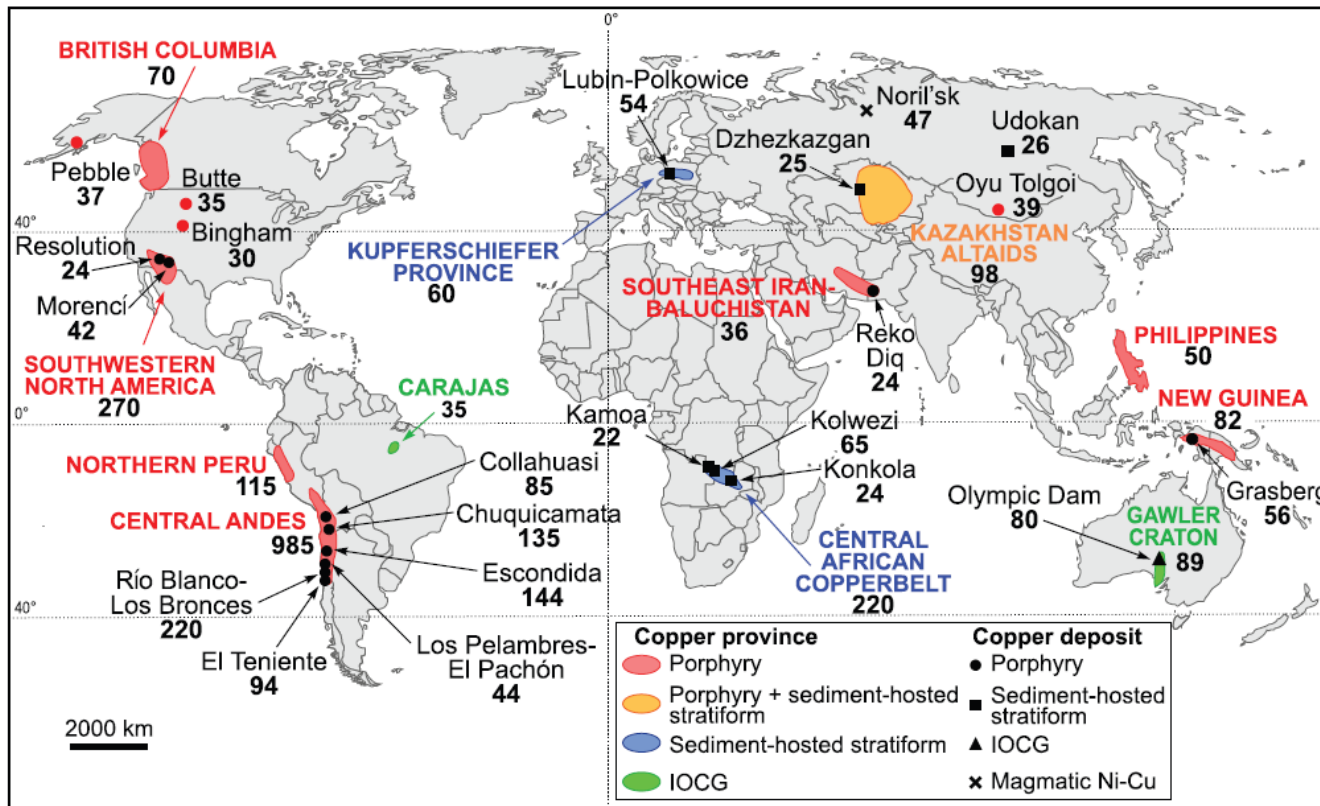 0°
BRITISH COLUMBIA
70
Pebble
37
Butte
35
Bingham
30
40°
Resolution
24
Morencí
42
SOUTHWESTERN
NORTH AMERICA
270
Lubin-Polkowice
54
Noril'sk
47
Udokan
26
Dzhezkazgan
25
Oyu Tolgoi
39
KAZAKHSTAN
ALTAIDS
98
KUPFERSCHIEFER
PROVINCE
60
SOUTHEAST IRAN-
BALUCHISTAN
36
Reko
Diq
24
PHILIPPINES
50
NEW GUINEA
82
Grasberg
56
CARAJAS
35
0°
NORTHERN PERU
115
Collahuasi
85
CENTRAL ANDES
985
Chuquicamata
135
Escondida
144
Río Blanco-
Los Bronces
220
El Teniente
94
Los Pelambres-
El Pachón
44
Kamoa
22
Kolwezi
65
Konkola
24
CENTRAL
AFRICAN
COPPERBELT
220
Olympic Dam
80
GAWLER
CRATON
89
40°
2000 km
Copper province
Porphyry
Porphyry + sediment-hosted
stratiform
Sediment-hosted stratiform
IOCG
Copper deposit
Porphyry
Sediment-hosted
stratiform
IOCG
Magmatic Ni-Cu